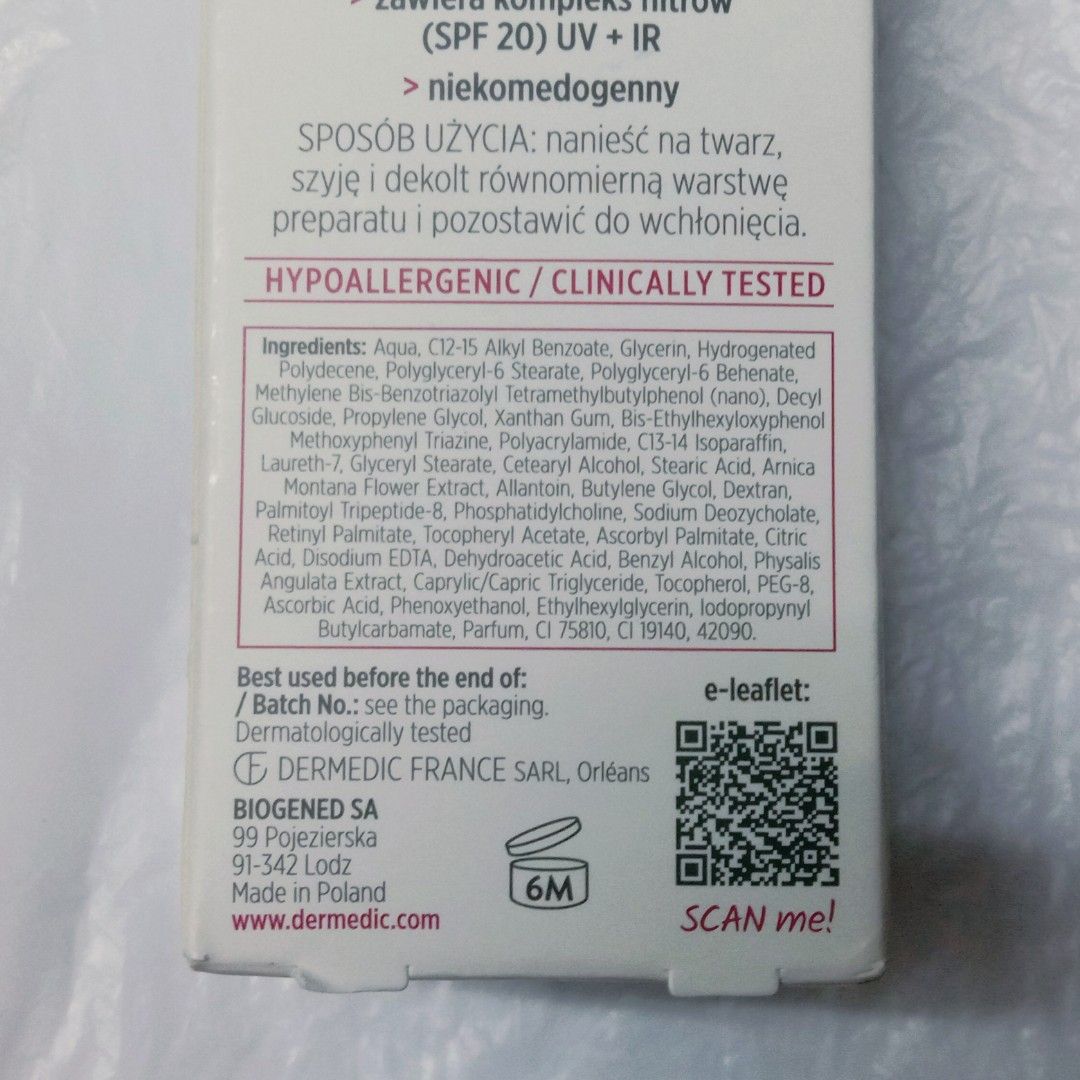 > zawiera kompleks filtrów
(SPF 20) UV + IR
> niekomedogenny
SPOSÓB UŻYCIA: nanieść na twarz,
szyję i dekolt równomierną warstwę
preparatu i pozostawić do wchłonięcia.
HYPOALLERGENIC / CLINICALLY TESTED
Ingredients: Aqua, C12-15 Alkyl Benzoate, Glycerin, Hydrogenated
Polydecene, Polyglyceryl-6 Stearate, Polyglyceryl-6 Behenate,
Methylene Bis-Benzotriazolyl Tetramethylbutylphenol (nano), Decyl
Glucoside, Propylene Glycol, Xanthan Gum, Bis-Ethylhexyloxyphenol
Methoxyphenyl Triazine, Polyacrylamide, C13-14 Isoparaffin,
Laureth-7, Glyceryl Stearate, Cetearyl Alcohol, Stearic Acid, Arnica
Montana Flower Extract, Allantoin, Butylene Glycol, Dextran,
Palmitoyl Tripeptide-8, Phosphatidylcholine, Sodium Deozycholate,
Retinyl Palmitate, Tocopheryl Acetate, Ascorbyl Palmitate, Citric
Acid, Disodium EDTA, Dehydroacetic Acid, Benzyl Alcohol, Physalis
Angulata Extract, Caprylic/Capric Triglyceride, Tocopherol, PEG-8,
Ascorbic Acid, Phenoxyethanol, Ethylhexylglycerin, Iodopropynyl
Butylcarbamate, Parfum, CI 75810, CI 19140, 42090.
Best used before the end of:
/ Batch No.: see the packaging.
Dermatologically tested
DERMEDIC FRANCE SARL, Orléans
BIOGENED SA
99 Pojezierska
91-342 Lodz
Made in Poland
www.dermedic.com
6M
e-leaflet:
SCAN me!